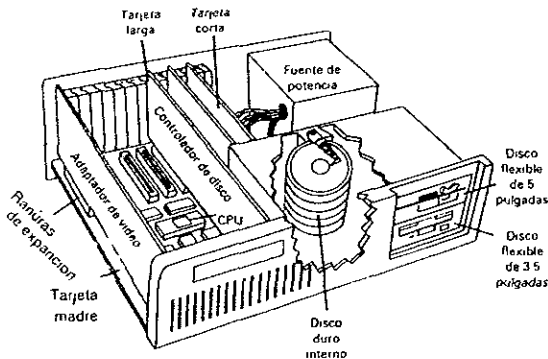 Tarjeta
larga
Tarjeta
corta
Fuente de
potencia
Controlador de disco
Adaptador de video
CPU
Ranuras
de expancion
Tarjeta
madre
Disco
duro
interno
Disco
flexible
de 5
pulgadas
Disco
flexible
de 3 5
pulgadas